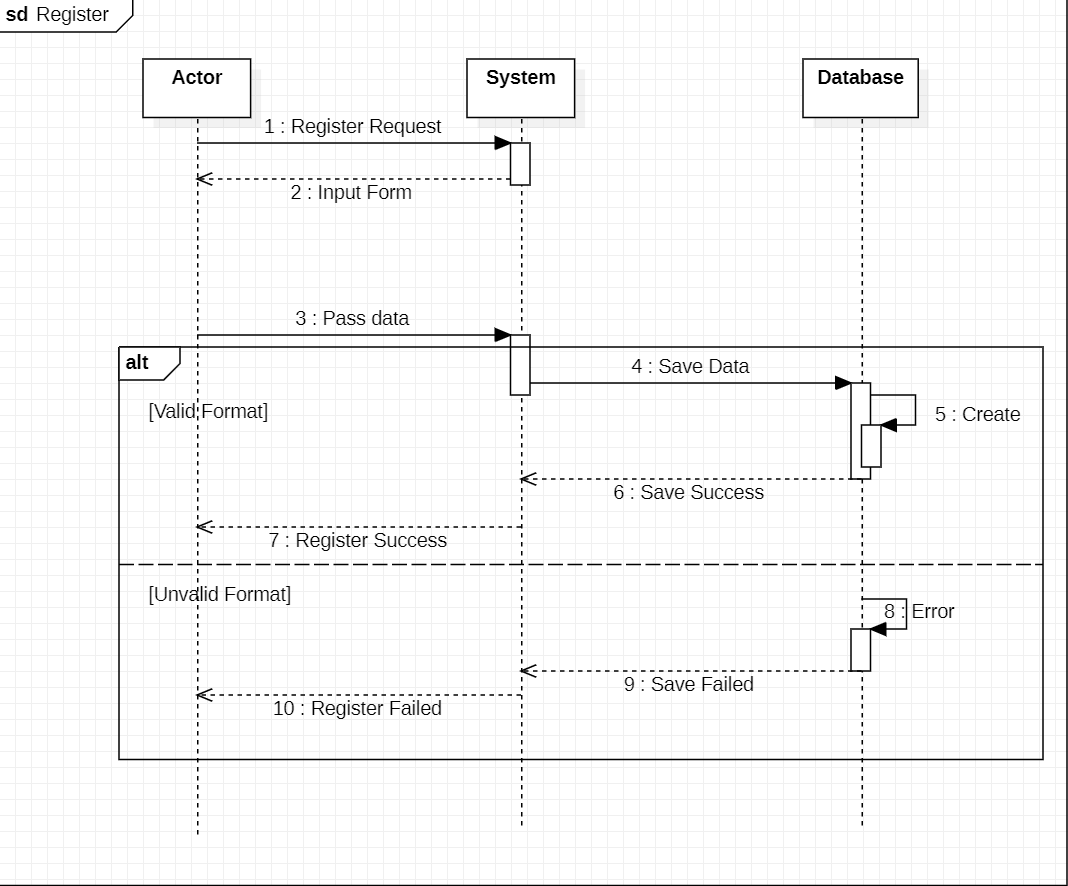 sd Register
Actor
System
Database
1 : Register Request
2 : Input Form
3 : Pass data
alt
4 : Save Data
[Valid Format]
5 : Create
6 : Save Success
7 : Register Success
[Unvalid Format]
8 : Error
9 : Save Failed
10 : Register Failed